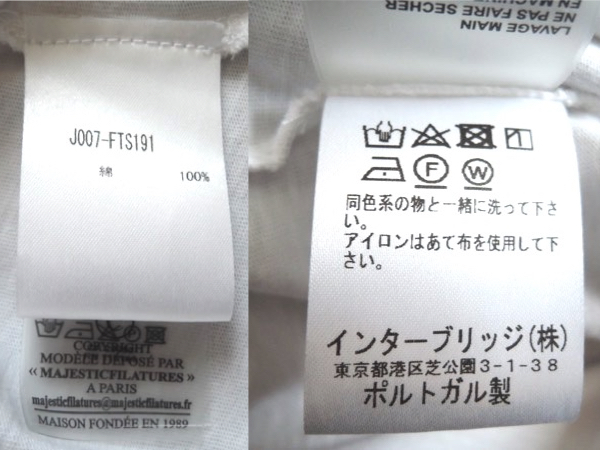 J007-FTS191
綿 100%
COPYRIGHT
MODÈLE DÉPOSÉ PAR
« MAJESTICFILATURES »
A PARIS
majesticfilatures@majesticfilatures.com
MAISON FONDÉE EN 1989
LAVAGE MAIN
NE PAS FAIRE SECHER
EN MACHINE
F W
同色系の物と一緒に洗って下さ
い。
アイロンはあて布を使用して下
さい。
インターブリッジ(株)
東京都港区芝公園3-1-38
ポルトガル製